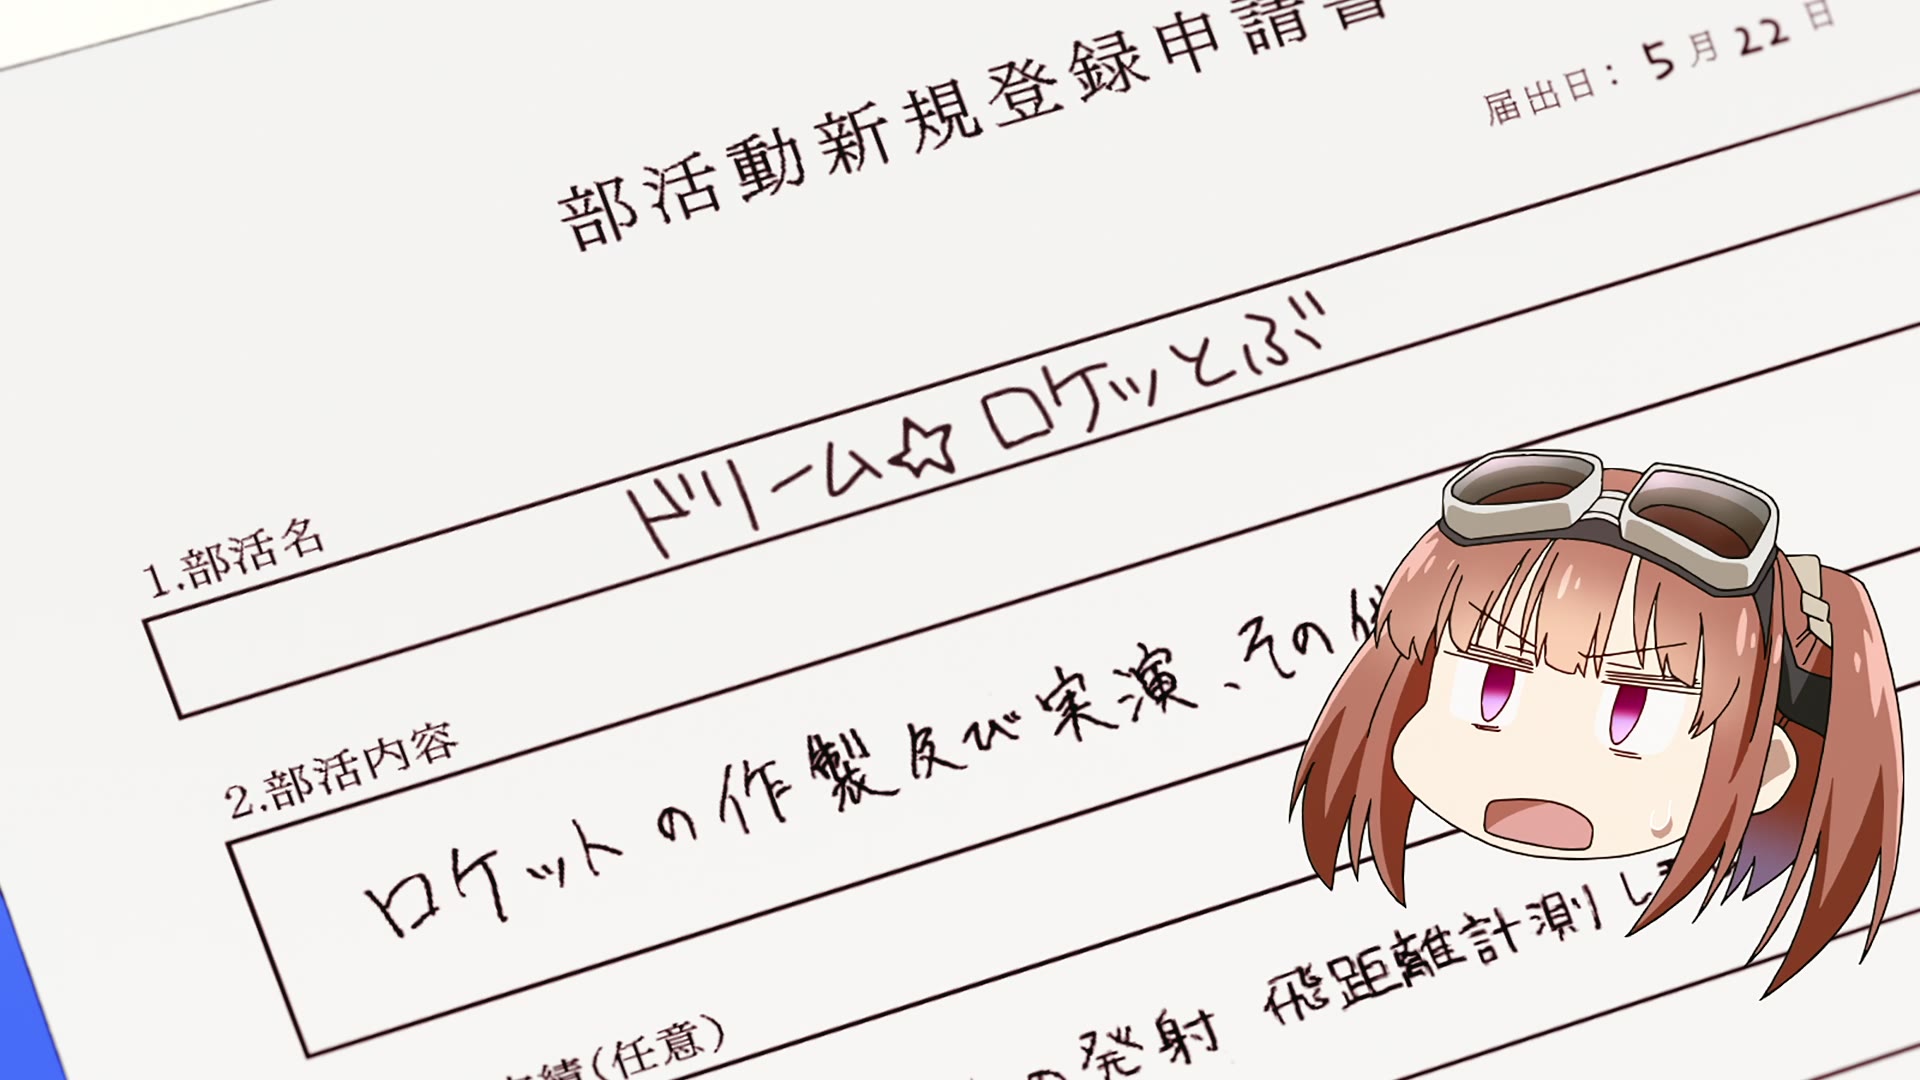 部活動新規登録申請書
届出日：5月22日
1.部活名
ドリーム☆ロケッとぶ
2.部活内容
ロケットの作製及び実演、その
績(任意)
の発射 飛距離計測し